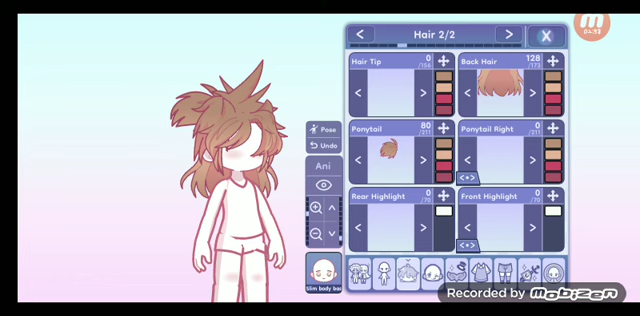 Hair 2/2
X
Hair Tip
0
/156
Back Hair
128
/173
Pose
Undo
Ani
Ponytail
80
/211
Ponytail Right
0
/211
Rear Highlight
0
/70
Front Highlight
0
/70
Slim body bas
Recorded by MOBIZEN